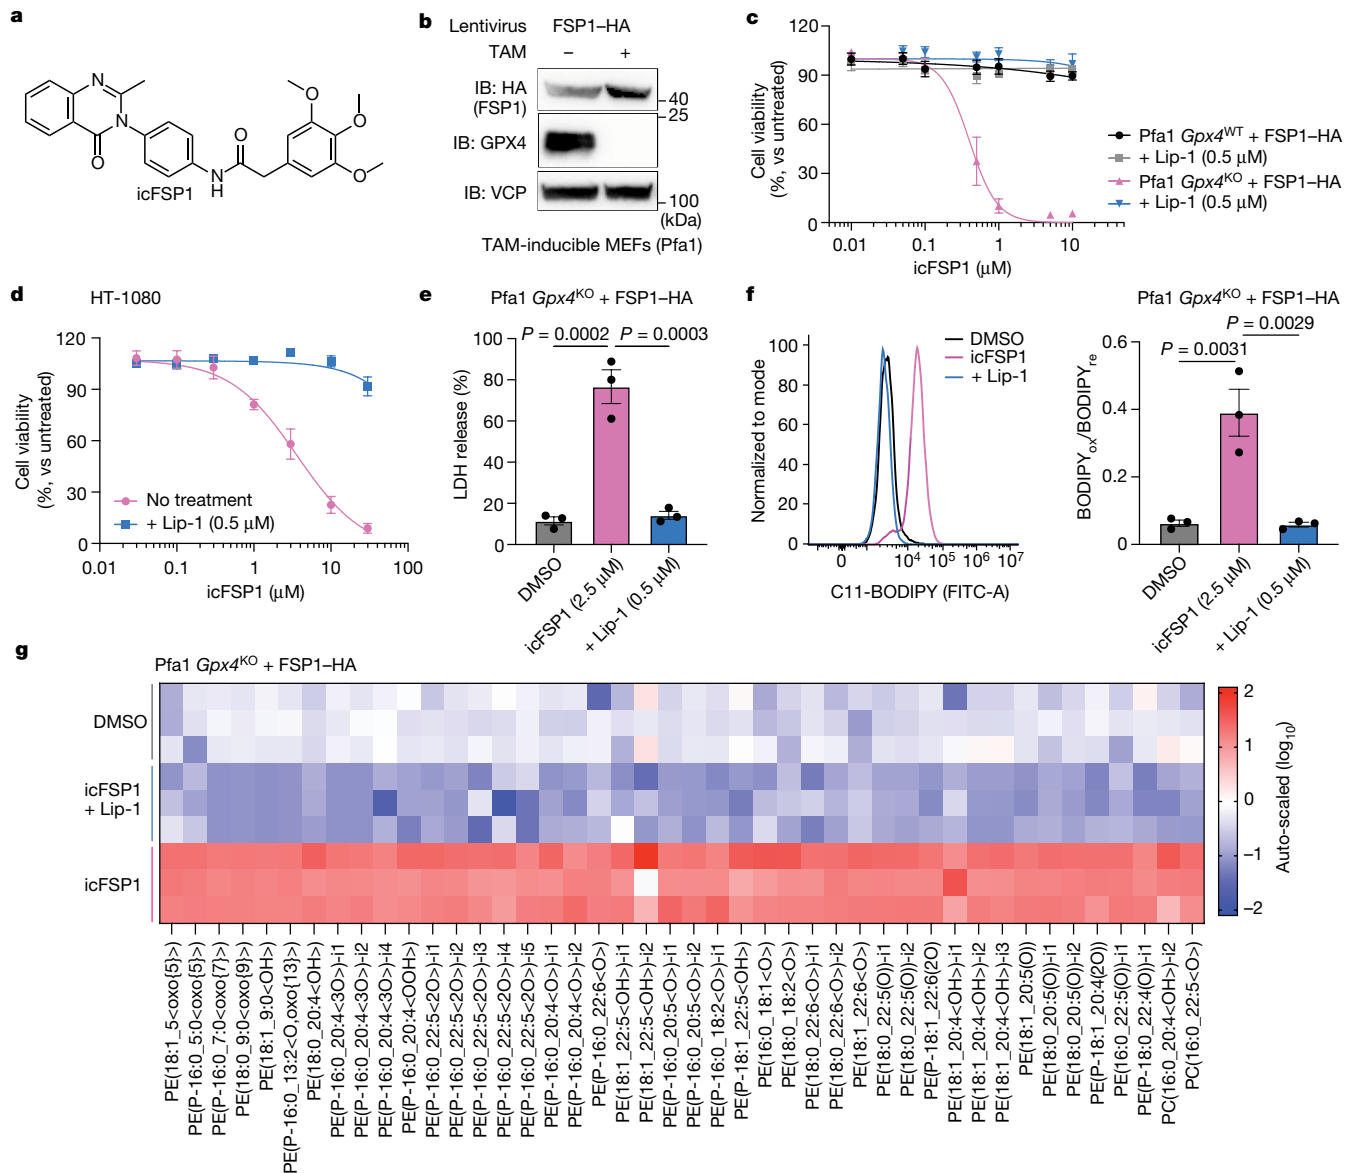 a
N
N
O
O
N
H
O
O
O
icFSP1
b
Lentivirus FSP1–HA
TAM – +
IB: HA
(FSP1)
40
25
IB: GPX4
IB: VCP
100
(kDa)
TAM-inducible MEFs (Pfa1)
c
120
90
60
30
0
Cell viability
(%, vs untreated)
0.01 0.1 1 10
icFSP1 (μM)
Pfa1 Gpx4WT + FSP1–HA
+ Lip-1 (0.5 μM)
Pfa1 Gpx4KO + FSP1–HA
+ Lip-1 (0.5 μM)
d
HT-1080
120
90
60
30
0
Cell viability
(%, vs untreated)
No treatment
+ Lip-1 (0.5 μM)
0.01 0.1 1 10 100
icFSP1 (μM)
e
Pfa1 Gpx4KO + FSP1–HA
P = 0.0002 P = 0.0003
100
80
60
40
20
0
LDH release (%)
DMSO
icFSP1 (2.5 μM)
+ Lip-1 (0.5 μM)
f
DMSO
icFSP1
+ Lip-1
100
80
60
40
20
0
Normalized to mode
0 104 105 106 107
C11-BODIPY (FITC-A)
Pfa1 Gpx4KO + FSP1–HA
P = 0.0029
P = 0.0031
0.6
0.4
0.2
0
BODIPYox/BODIPYre
DMSO
icFSP1 (2.5 μM)
+ Lip-1 (0.5 μM)
g
Pfa1 Gpx4KO + FSP1–HA
DMSO
icFSP1
+ Lip-1
icFSP1
2
1
0
–1
–2
Auto-scaled (log10)
PE(18:1_5<oxo{5}>)
PE(P-16:0_5:0<oxo{5}>)
PE(P-16:0_7:0<oxo{7}>)
PE(18:0_9:0<oxo{9}>)
PE(18:1_9:0<OH>)
PE(P-16:0_13:2<O,oxo{13}>)
PE(18:0_20:4<OH>)
PE(P-16:0_20:4<3O>)-i1
PE(P-16:0_20:4<3O>)-i2
PE(P-16:0_20:4<3O>)-i4
PE(P-16:0_20:4<OOH>)
PE(P-16:0_22:5<2O>)-i1
PE(P-16:0_22:5<2O>)-i2
PE(P-16:0_22:5<2O>)-i3
PE(P-16:0_22:5<2O>)-i4
PE(P-16:0_22:5<2O>)-i5
PE(P-16:0_20:4<O>)-i1
PE(P-16:0_20:4<O>)-i2
PE(P-16:0_22:6<O>)
PE(18:1_22:5<OH>)-i1
PE(18:1_22:5<OH>)-i2
PE(P-16:0_20:5<O>)-i1
PE(P-16:0_20:5<O>)-i2
PE(P-16:0_18:2<O>)-i1
PE(P-18:1_22:5<OH>)
PE(16:0_18:1<O>)
PE(18:0_18:2<O>)
PE(18:0_22:6<O>)-i1
PE(18:0_22:6<O>)-i2
PE(18:1_22:6<O>)
PE(18:0_22:5(O))-i1
PE(18:0_22:5(O))-i2
PE(P-18:1_22:6(2O)
PE(18:1_20:4<OH>)-i1
PE(18:1_20:4<OH>)-i2
PE(18:1_20:4<OH>)-i3
PE(18:1_20:5(O))
PE(18:0_20:5(O))-i1
PE(18:0_20:5(O))-i2
PE(P-18:1_20:4(2O))
PE(16:0_22:5(O))-i1
PE(P-18:0_22:4(O))-i1
PC(16:0_20:4<OH>)-i2
PC(16:0_22:5<O>)